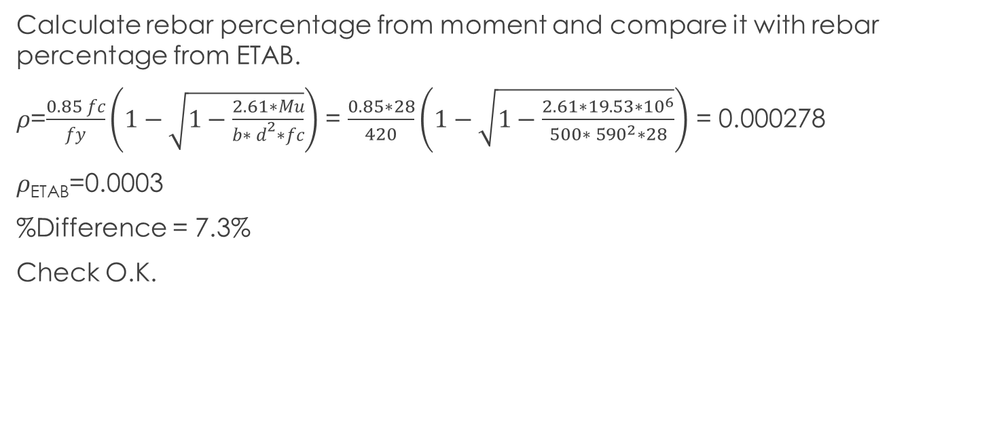 Calculate rebar percentage from moment and compare it with rebar
percentage from ETAB.
ρ=0.85 fc/fy (1 − √(1 − 2.61∗Mu/b∗ d²∗fc)) = 0.85∗28/420 (1 − √(1 − 2.61∗19.53∗10⁶/500∗ 590²∗28)) = 0.000278
ρETAB=0.0003
%Difference = 7.3%
Check O.K.